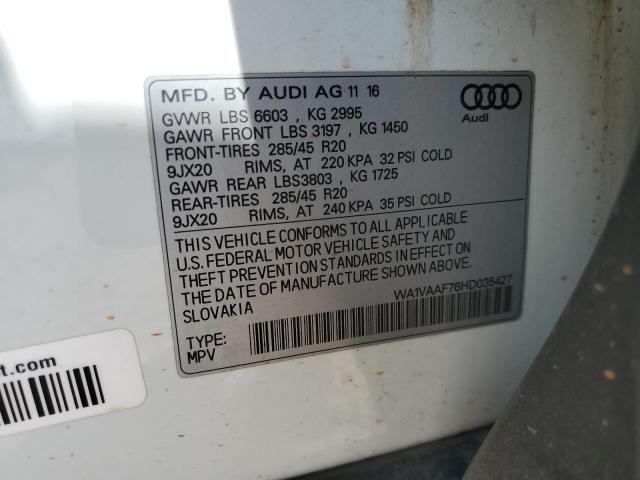 MFD. BY AUDI AG 11 16
Audi
GVWR LBS 6603 , KG 2995
GAWR FRONT LBS 3197 , KG 1450
FRONT-TIRES 285/45 R20
9JX20 RIMS, AT 220 KPA 32 PSI COLD
GAWR REAR LBS3803 , KG 1725
REAR-TIRES 285/45 R20
9JX20 RIMS, AT 240 KPA 35 PSI COLD
THIS VEHICLE CONFORMS TO ALL APPLICABLE
U.S. FEDERAL MOTOR VEHICLE SAFETY AND
THEFT PREVENTION STANDARDS IN EFFECT ON
THE DATE OF MANUFACTURE SHOWN ABOVE.
SLOVAKIA
WA1VAAF76HD035427
TYPE:
MPV
t.com